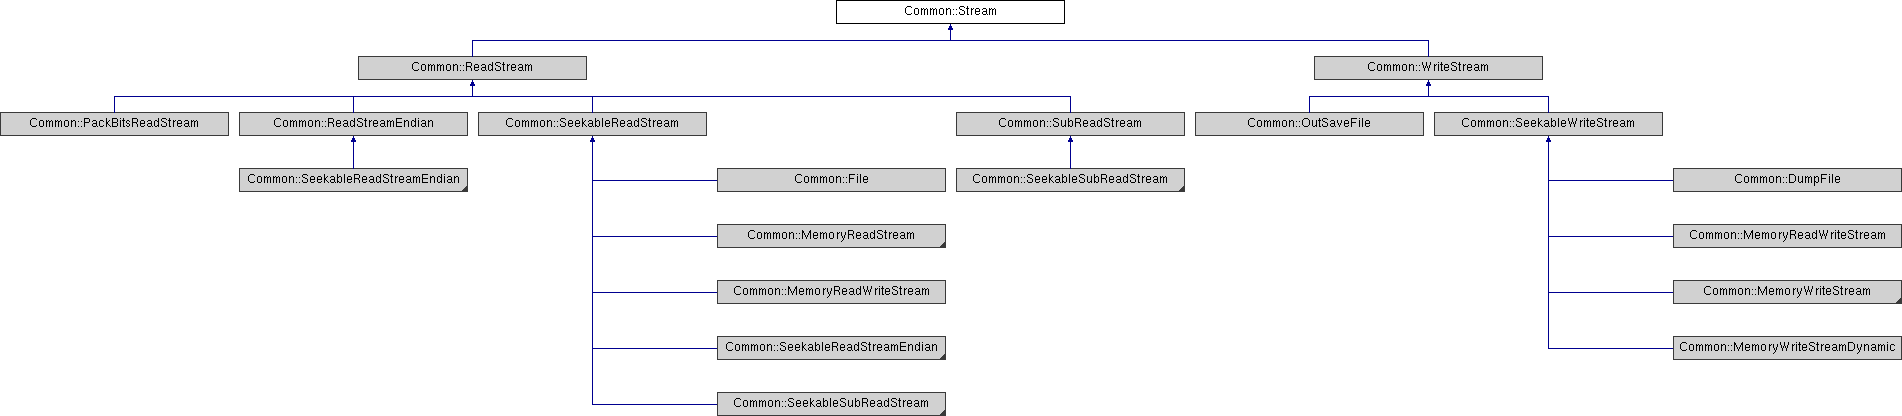 Common::Stream
Common::ReadStream
Common::WriteStream
Common::PackBitsReadStream
Common::ReadStreamEndian
Common::SeekableReadStream
Common::SubReadStream
Common::OutSaveFile
Common::SeekableWriteStream
Common::SeekableReadStreamEndian
Common::File
Common::SeekableSubReadStream
Common::DumpFile
Common::MemoryReadStream
Common::MemoryReadWriteStream
Common::MemoryReadWriteStream
Common::MemoryWriteStream
Common::SeekableReadStreamEndian
Common::MemoryWriteStreamDynamic
Common::SeekableSubReadStream